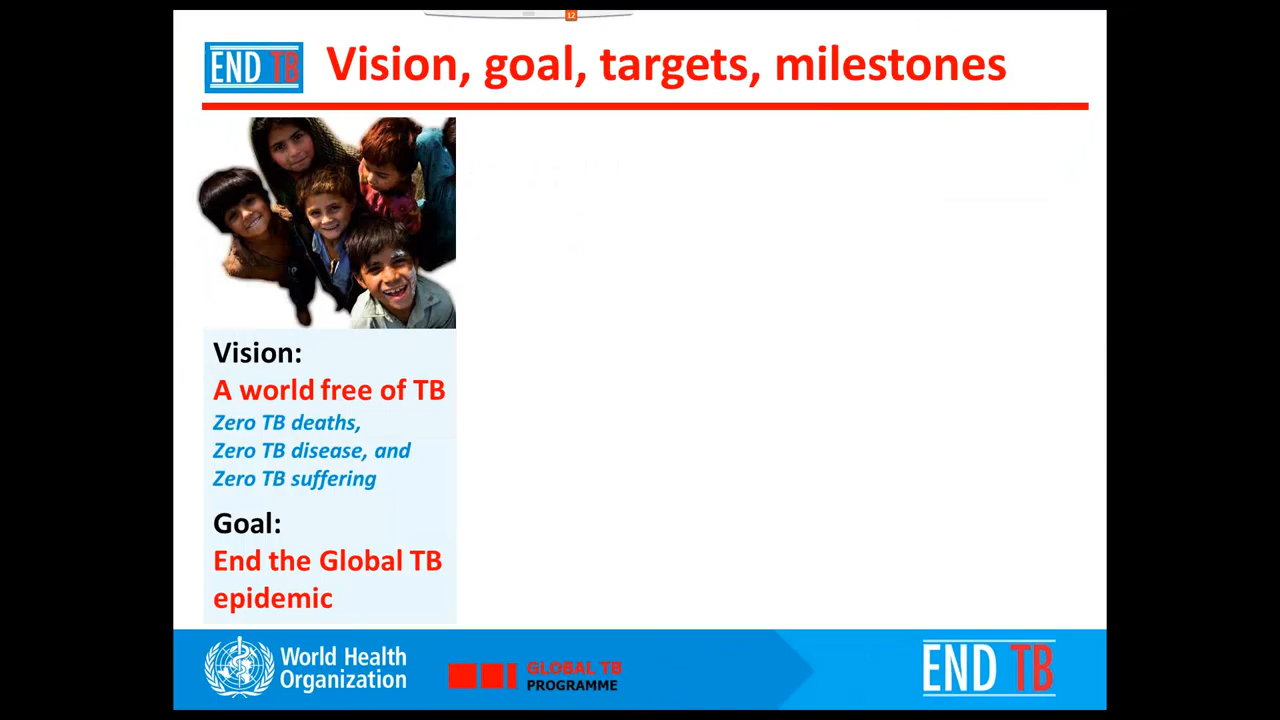 12
END TB
Vision, goal, targets, milestones
Vision:
A world free of TB
Zero TB deaths,
Zero TB disease, and
Zero TB suffering
Goal:
End the Global TB
epidemic
World Health
Organization
GLOBAL TB
PROGRAMME
END TB